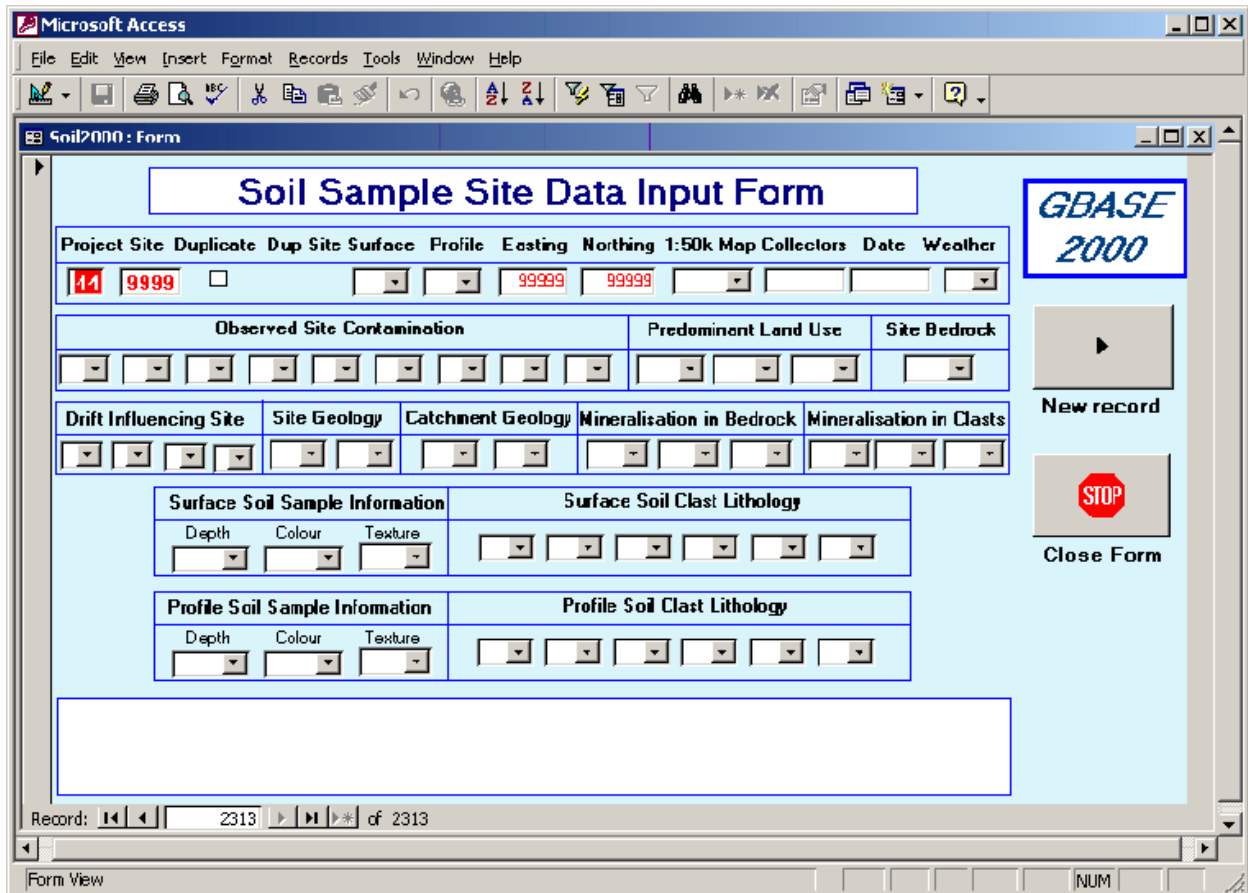 Microsoft Access
File Edit View Insert Format Records Tools Window Help
Soil2000 : Form
Soil Sample Site Data Input Form
GBASE
2000
Project Site Duplicate Dup Site Surface Profile Easting Northing 1:50k Map Collectors Date Weather
44 9999 99999 99999
Observed Site Contamination Predominant Land Use Site Bedrock
New record
Drift Influencing Site Site Geology Catchment Geology Mineralisation in Bedrock Mineralisation in Clasts
STOP
Close Form
Surface Soil Sample Information Surface Soil Clast Lithology
Depth Colour Texture
Profile Soil Sample Information Profile Soil Clast Lithology
Depth Colour Texture
Record: 2313 of 2313
Form View NUM